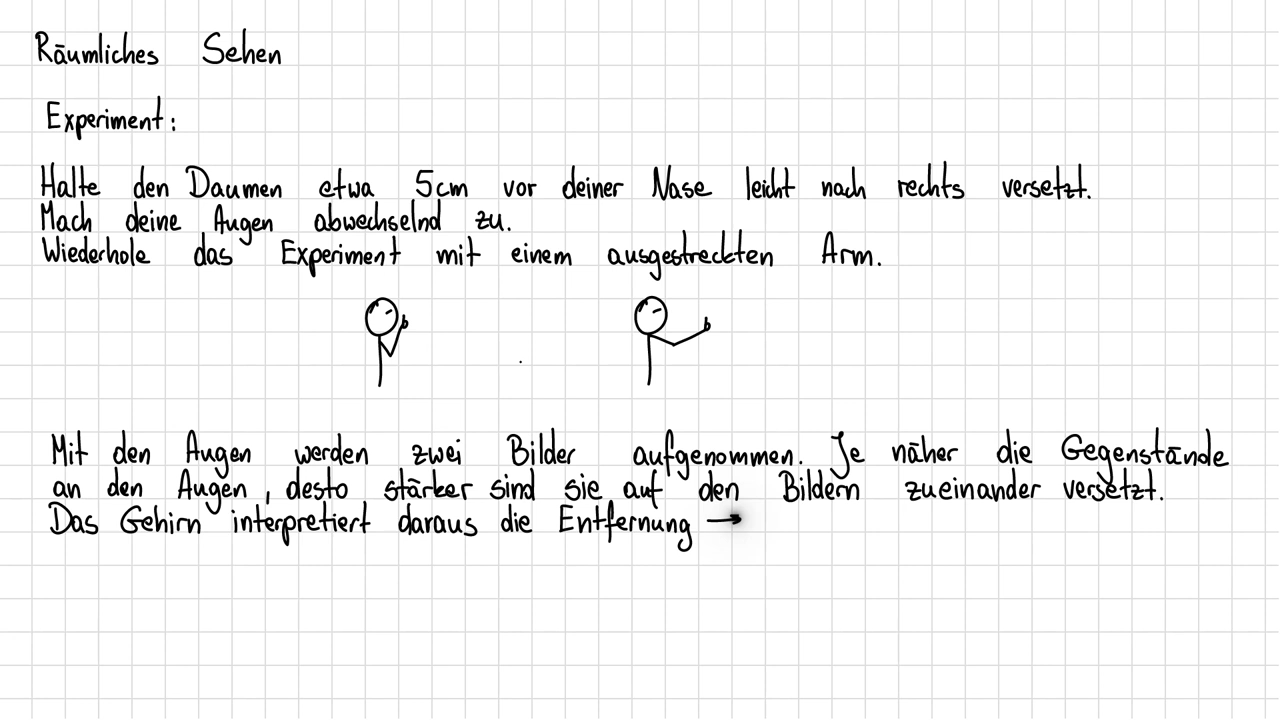 Räumliches Sehen
Experiment:
Halte den Daumen etwa 5cm vor deiner Nase leicht nach rechts versetzt.
Mach deine Augen abwechselnd zu.
Wiederhole das Experiment mit einem ausgestreckten Arm.
Mit den Augen werden zwei Bilder aufgenommen. Je näher die Gegenstände
an den Augen, desto stärker sind sie auf den Bildern zueinander versetzt.
Das Gehirn interpretiert daraus die Entfernung →